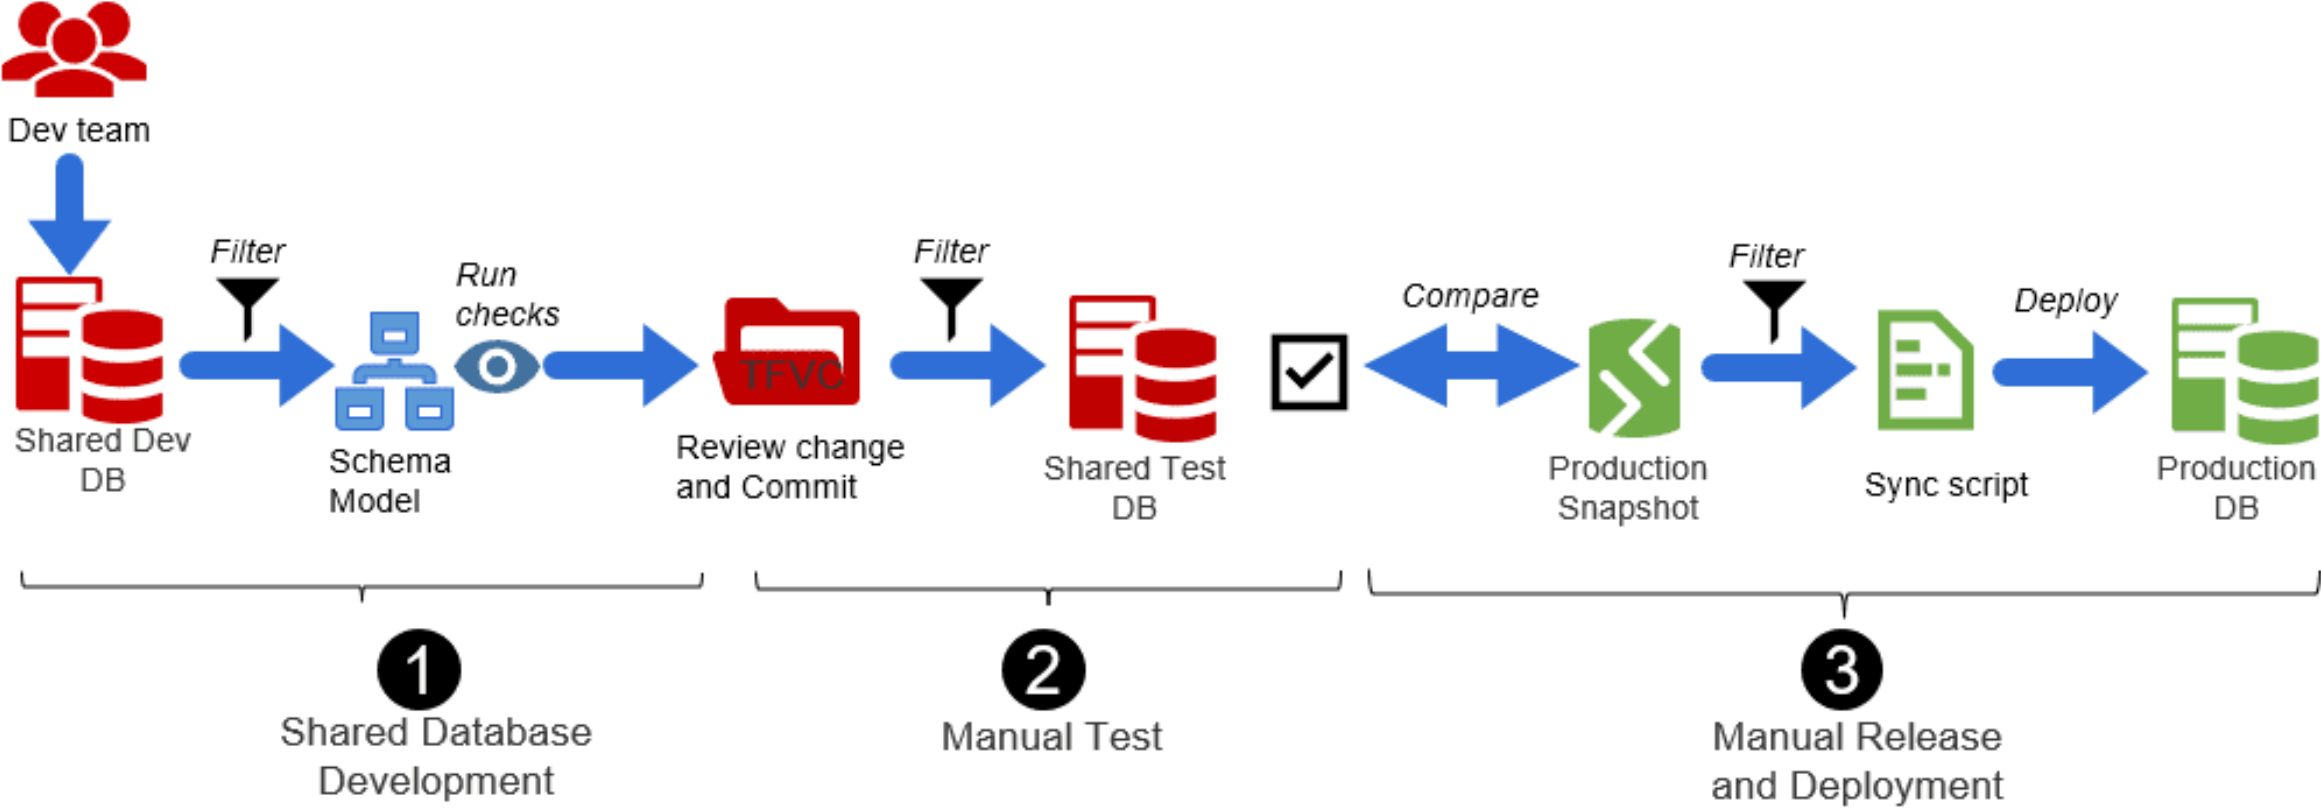 Dev team
Filter
Run
checks
Filter
Compare
Filter
Deploy
TFVC
Shared Dev
DB
Schema
Model
Review change
and Commit
Shared Test
DB
Production
Snapshot
Sync script
Production
DB
1
Shared Database
Development
2
Manual Test
3
Manual Release
and Deployment